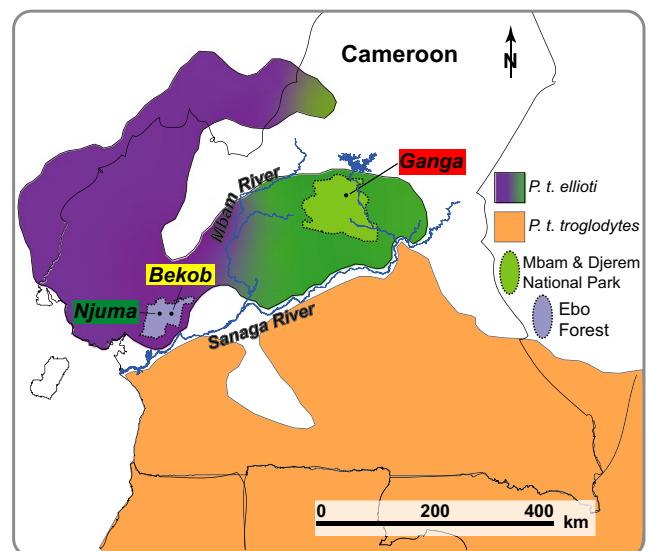 Cameroon
N
Ganga
Mbam River
Bekob
Njuma
Sanaga River
P. t. ellioti
P. t. troglodytes
Mbam & Djerem
National Park
Ebo
Forest
0 200 400
km